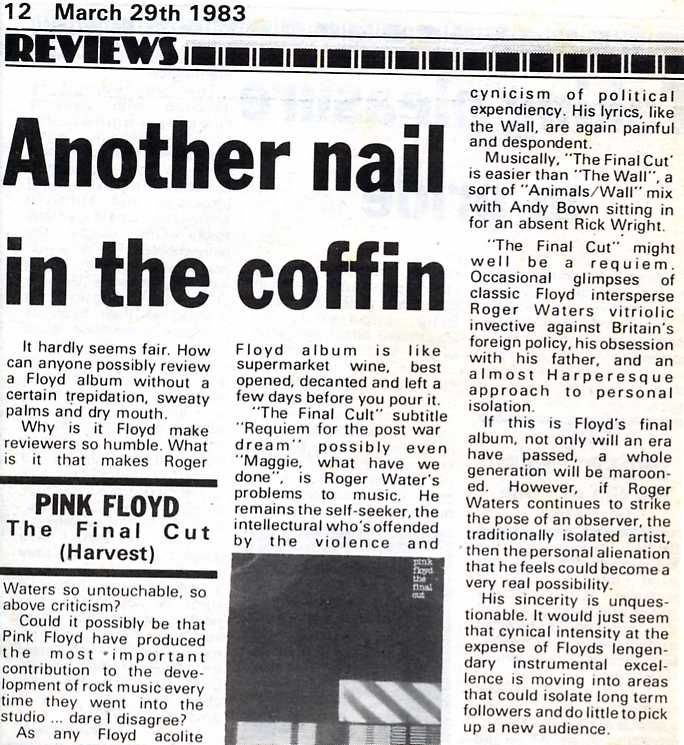 12 March 29th 1983
REVIEWS
Another nail
in the coffin
It hardly seems fair. How
can anyone possibly review
a Floyd album without a
certain trepidation, sweaty
palms and dry mouth.
Why is it Floyd make
reviewers so humble. What
is it that makes Roger
PINK FLOYD
The Final Cut
(Harvest)
Waters so untouchable, so
above criticism?
Could it possibly be that
Pink Floyd have produced
the most important
contribution to the deve-
lopment of rock music every
time they went into the
studio ... dare I disagree?
As any Floyd acolite
Floyd album is like
supermarket wine, best
opened, decanted and left a
few days before you pour it.
"The Final Cult" subtitle
"Requiem for the post war
dream" possibly even
"Maggie, what have we
done", is Roger Water's
problems to music. He
remains the self-seeker, the
intellectural who's offended
by the violence and
pink
floyd
the
final
cut
cynicism of political
expendiency. His lyrics, like
the Wall, are again painful
and despondent.
Musically, "The Final Cut'
is easier than "The Wall", a
sort of "Animals/Wall" mix
with Andy Bown sitting in
for an absent Rick Wright.
"The Final Cut" might
well be a requiem.
Occasional glimpses of
classic Floyd intersperse
Roger Waters vitriolic
invective against Britain's
foreign policy, his obsession
with his father, and an
almost Harperesque
approach to personal
isolation.
If this is Floyd's final
album, not only will an era
have passed, a whole
generation will be maroon-
ed. However, if Roger
Waters continues to strike
the pose of an observer, the
traditionally isolated artist,
then the personal alienation
that he feels could become a
very real possibility.
His sincerity is unques-
tionable. It would just seem
that cynical intensity at the
expense of Floyds lengen-
dary instrumental excel-
lence is moving into areas
that could isolate long term
followers and do little to pick
up a new audience.